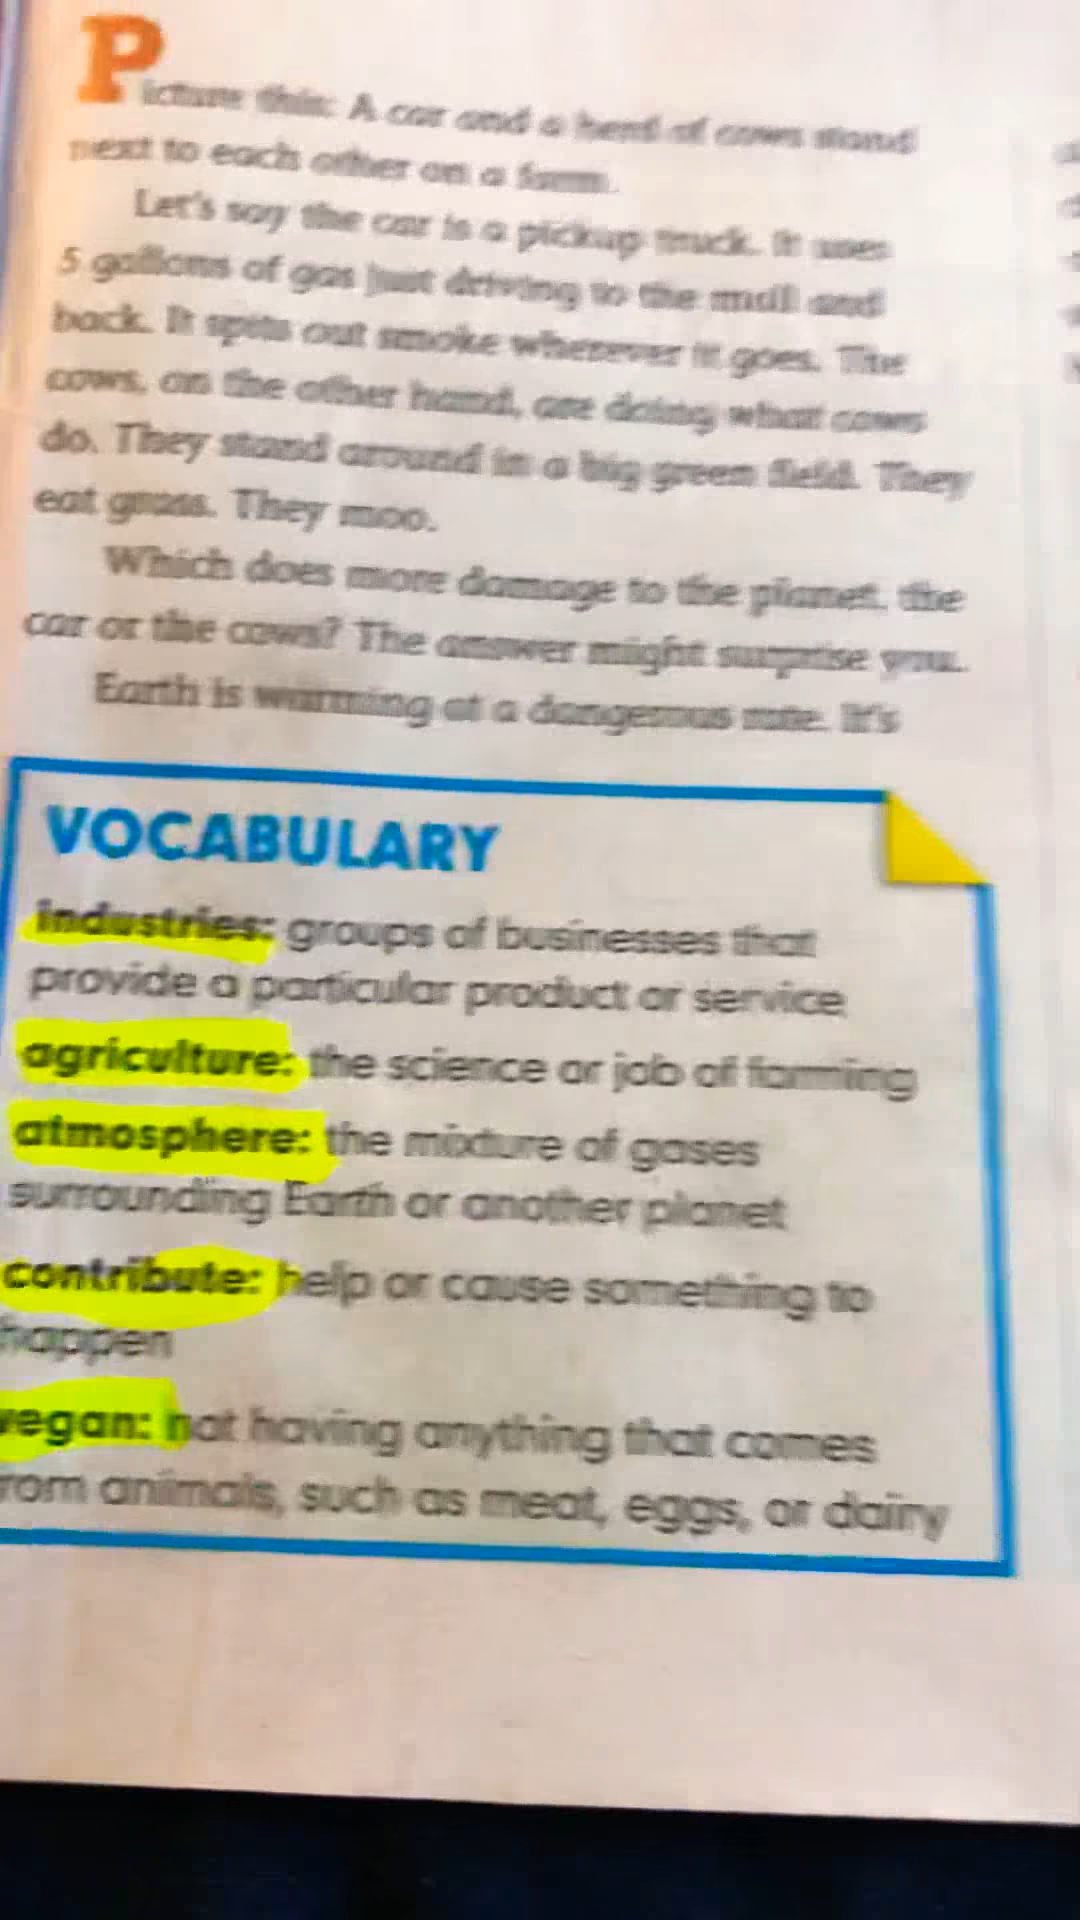 Picture this: A car and a herd of cows stand
next to each other on a farm.
Let's say the car is a pickup truck. It uses
5 gallons of gas just driving to the mall and
back. It spits out smoke wherever it goes. The
cows, on the other hand, are doing what cows
do. They stand around in a big green field. They
eat grass. They moo.
Which does more damage to the planet, the
car or the cows? The answer might surprise you.
Earth is warming at a dangerous rate. It's
VOCABULARY
industries: groups of businesses that
provide a particular product or service
agriculture: the science or job of farming
atmosphere: the mixture of gases
surrounding Earth or another planet
contribute: help or cause something to
happen
vegan: not having anything that comes
rom animals, such as meat, eggs, or dairy